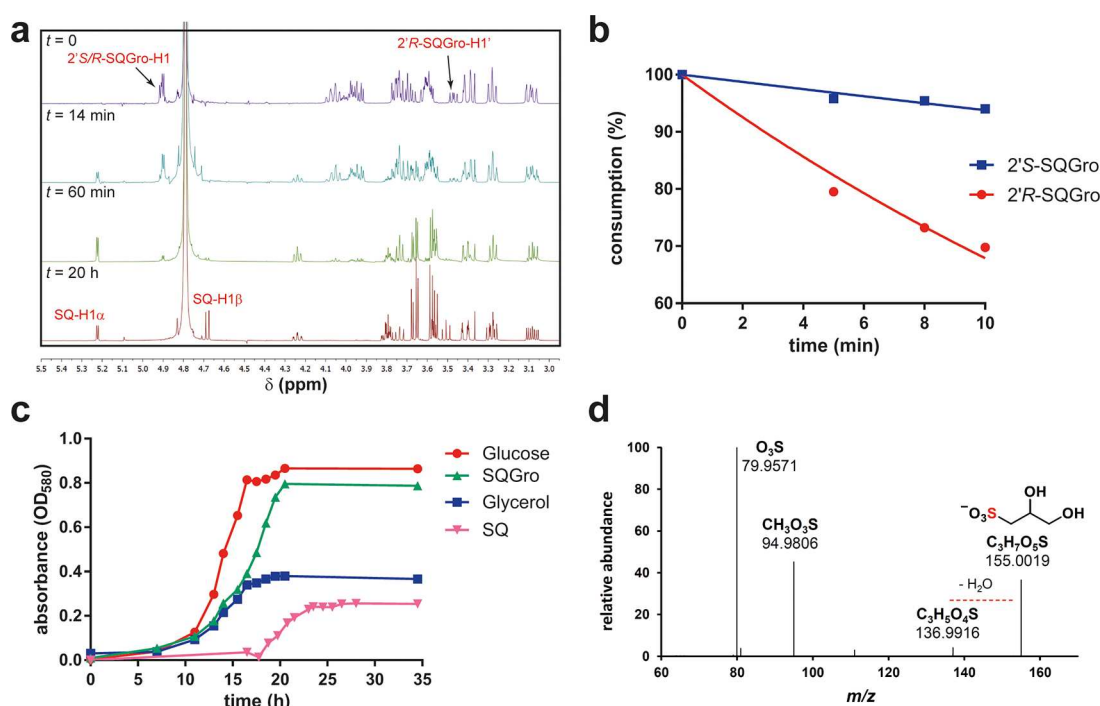 a
t = 0
2'S/R-SQGro-H1
2'R-SQGro-H1'
t = 14 min
t = 60 min
t = 20 h
SQ-H1α
SQ-H1β
5.5 5.4 5.3 5.2 5.1 5.0 4.9 4.8 4.7 4.6 4.5 4.4 4.3 4.2 4.1 4.0 3.9 3.8 3.7 3.6 3.5 3.4 3.3 3.2 3.1 3.0
δ (ppm)
b
100
90
80
70
60
consumption (%)
0 2 4 6 8 10
time (min)
2'S-SQGro
2'R-SQGro
c
1.0
0.8
0.6
0.4
0.2
0.0
absorbance (OD580)
0 5 10 15 20 25 30 35
time (h)
Glucose
SQGro
Glycerol
SQ
d
100
80
60
40
20
0
relative abundance
60 80 100 120 140 160
m/z
O₃S
79.9571
CH₃O₃S
94.9806
OH
⁻O₃S
OH
C₃H₇O₅S
155.0019
- H₂O
C₃H₅O₄S
136.9916